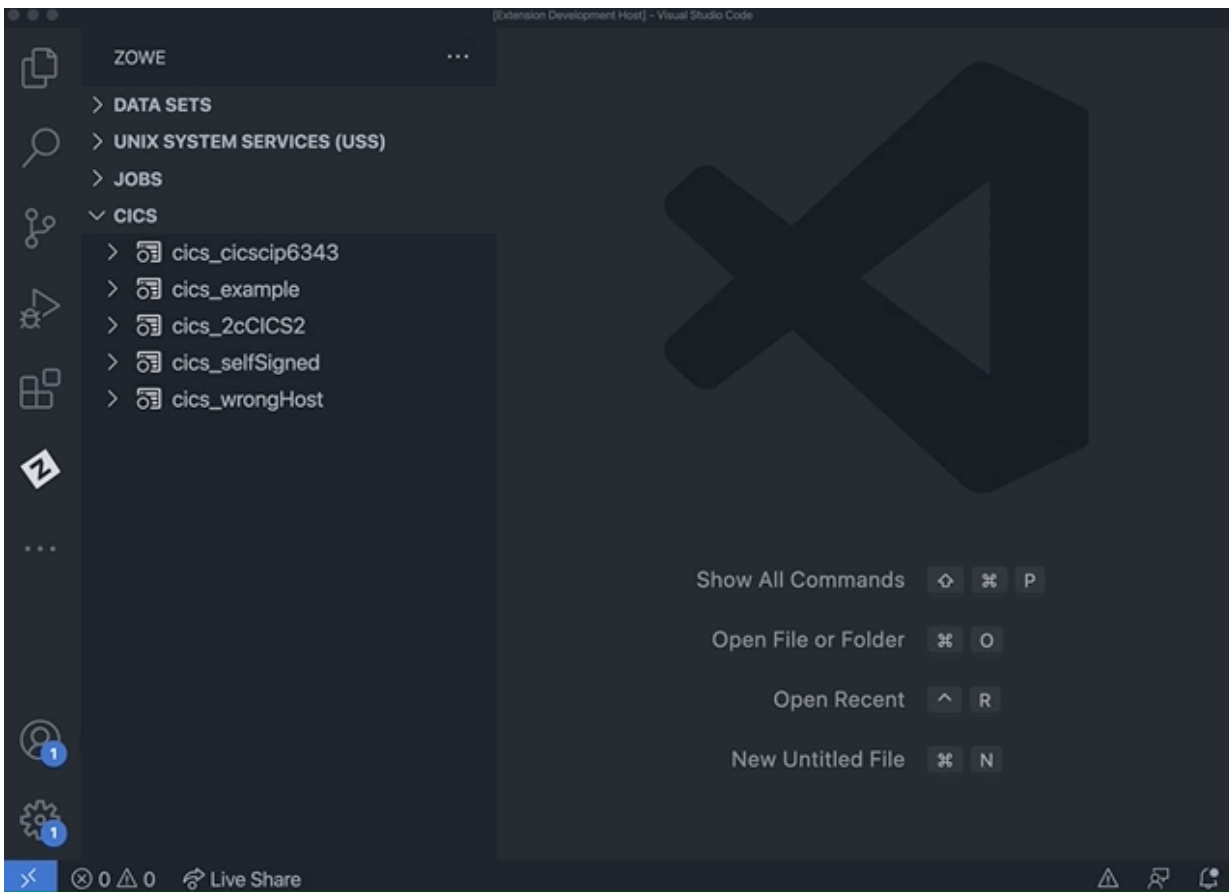 [Extension Development Host] - Visual Studio Code
ZOWE
DATA SETS
UNIX SYSTEM SERVICES (USS)
JOBS
CICS
cics_cicscip6343
cics_example
cics_2cCICS2
cics_selfSigned
cics_wrongHost
Z
Show All Commands ⇧ ⌘ P
Open File or Folder ⌘ O
Open Recent ^ R
New Untitled File ⌘ N
1
1
0 0 Live Share